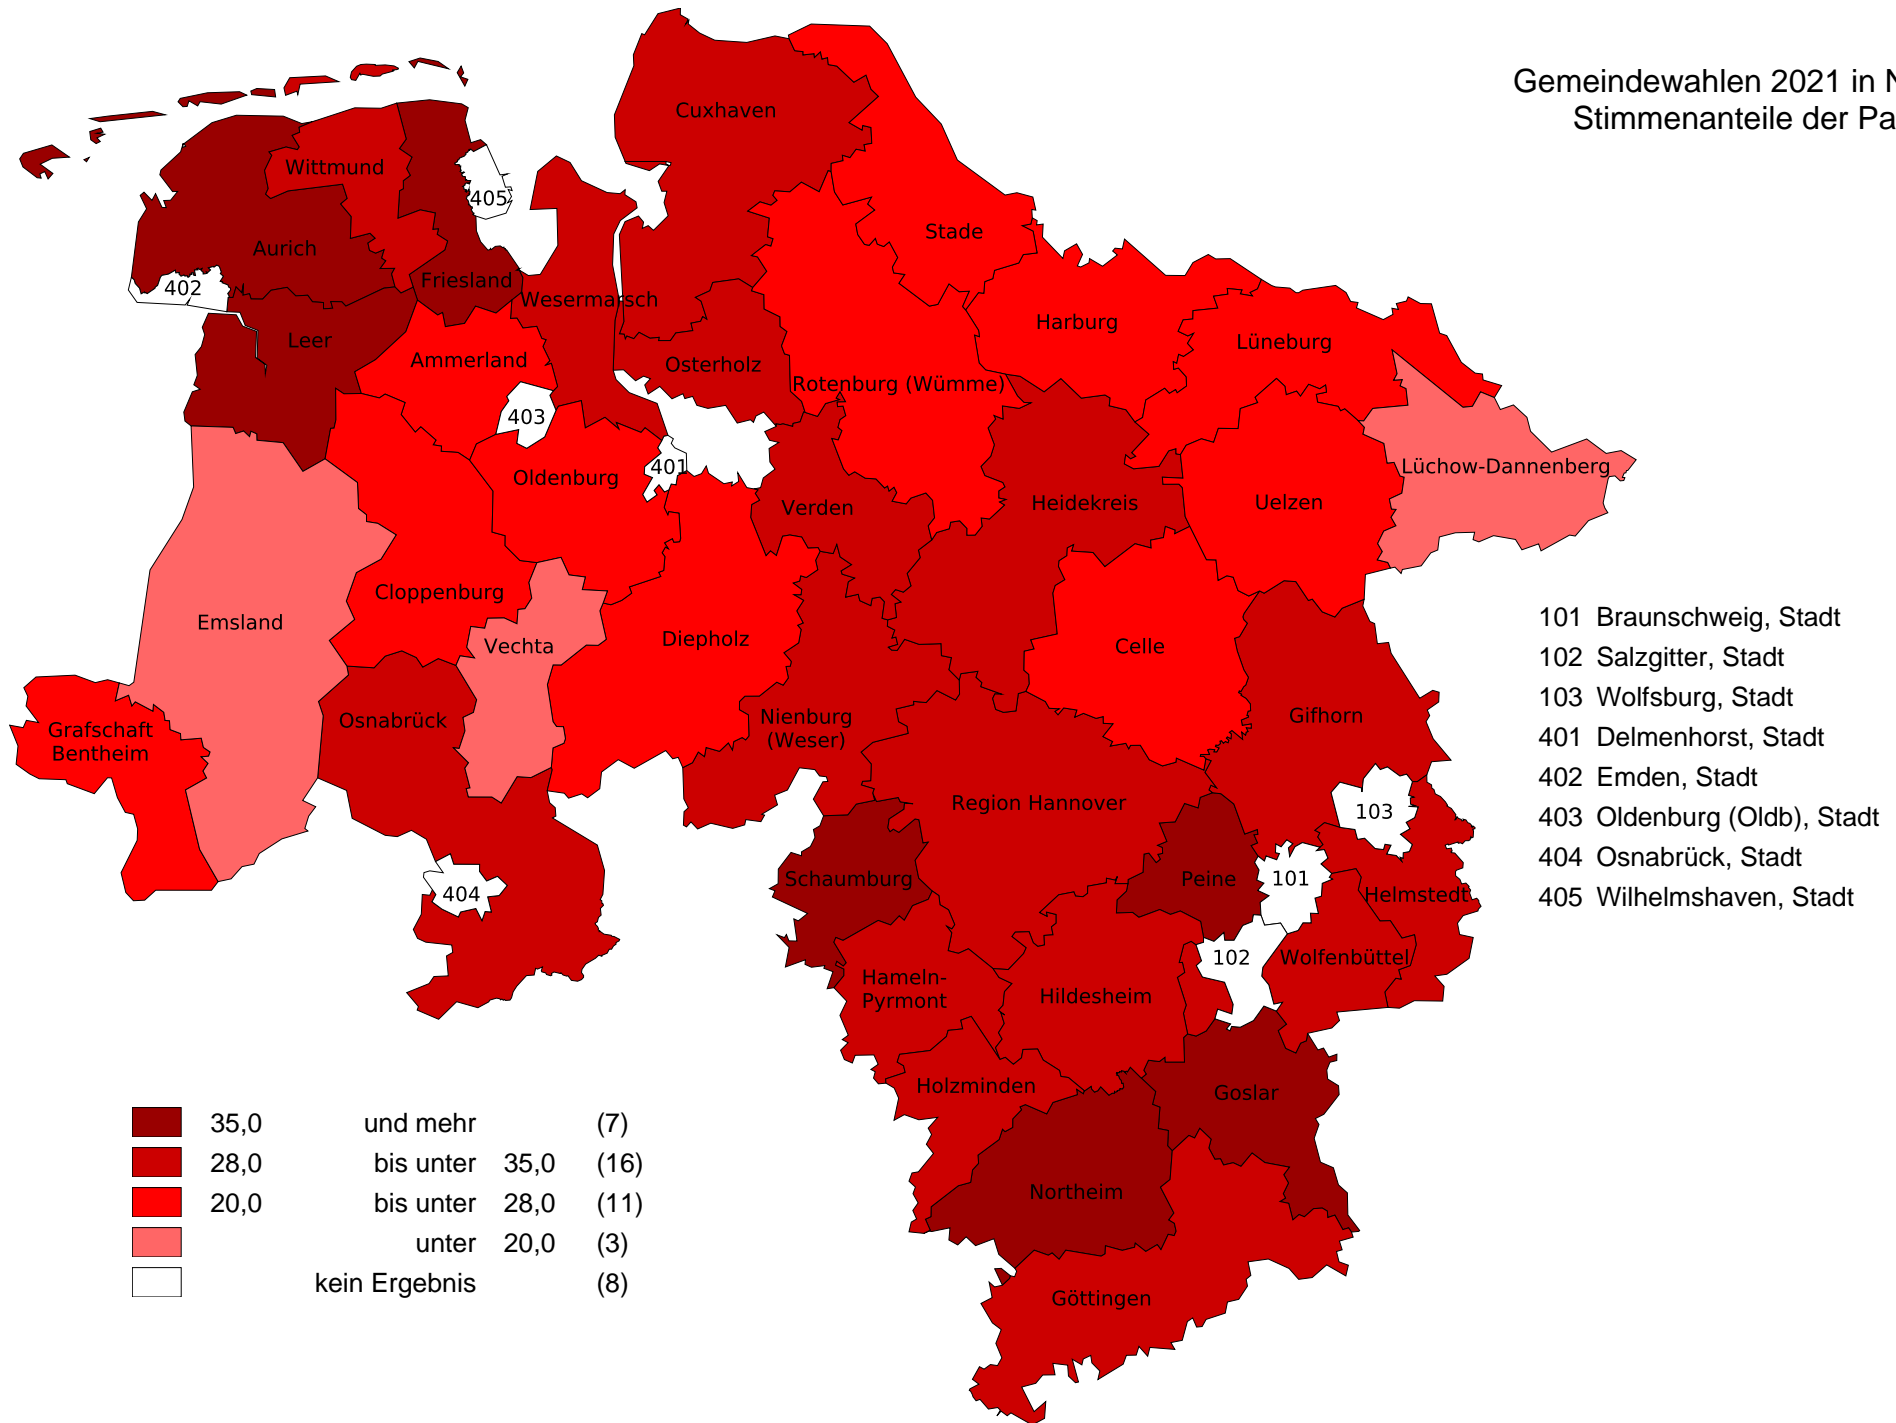 Gemeindewahlen 2021 in N
Stimmenanteile der Pa
Cuxhaven
Wittmund
405
Stade
Aurich
Friesland
402
Wesermarsch
Harburg
Leer
Lüneburg
Ammerland
Osterholz
Rotenburg (Wümme)
403
401
Lüchow-Dannenberg
Oldenburg
Verden
Heidekreis
Uelzen
Cloppenburg
Emsland
Vechta
Diepholz
Celle
Grafschaft
Bentheim
Osnabrück
Nienburg
(Weser)
Gifhorn
Region Hannover
103
Schaumburg
Peine
101
Helmstedt
404
102
Wolfenbüttel
Hameln-
Pyrmont
Hildesheim
Holzminden
Goslar
Northeim
Göttingen
101 Braunschweig, Stadt
102 Salzgitter, Stadt
103 Wolfsburg, Stadt
401 Delmenhorst, Stadt
402 Emden, Stadt
403 Oldenburg (Oldb), Stadt
404 Osnabrück, Stadt
405 Wilhelmshaven, Stadt
35,0 und mehr (7)
28,0 bis unter 35,0 (16)
20,0 bis unter 28,0 (11)
unter 20,0 (3)
kein Ergebnis (8)